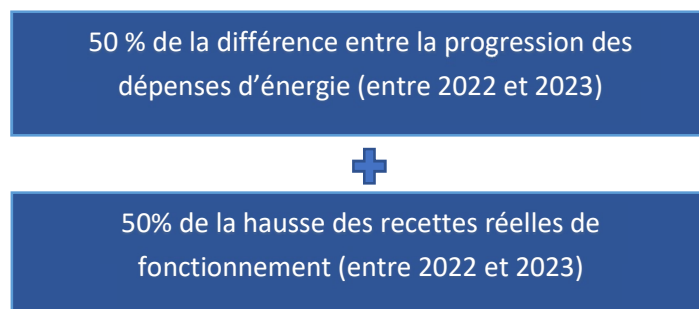 50 % de la différence entre la progression des
dépenses d’énergie (entre 2022 et 2023)
50% de la hausse des recettes réelles de
fonctionnement (entre 2022 et 2023)